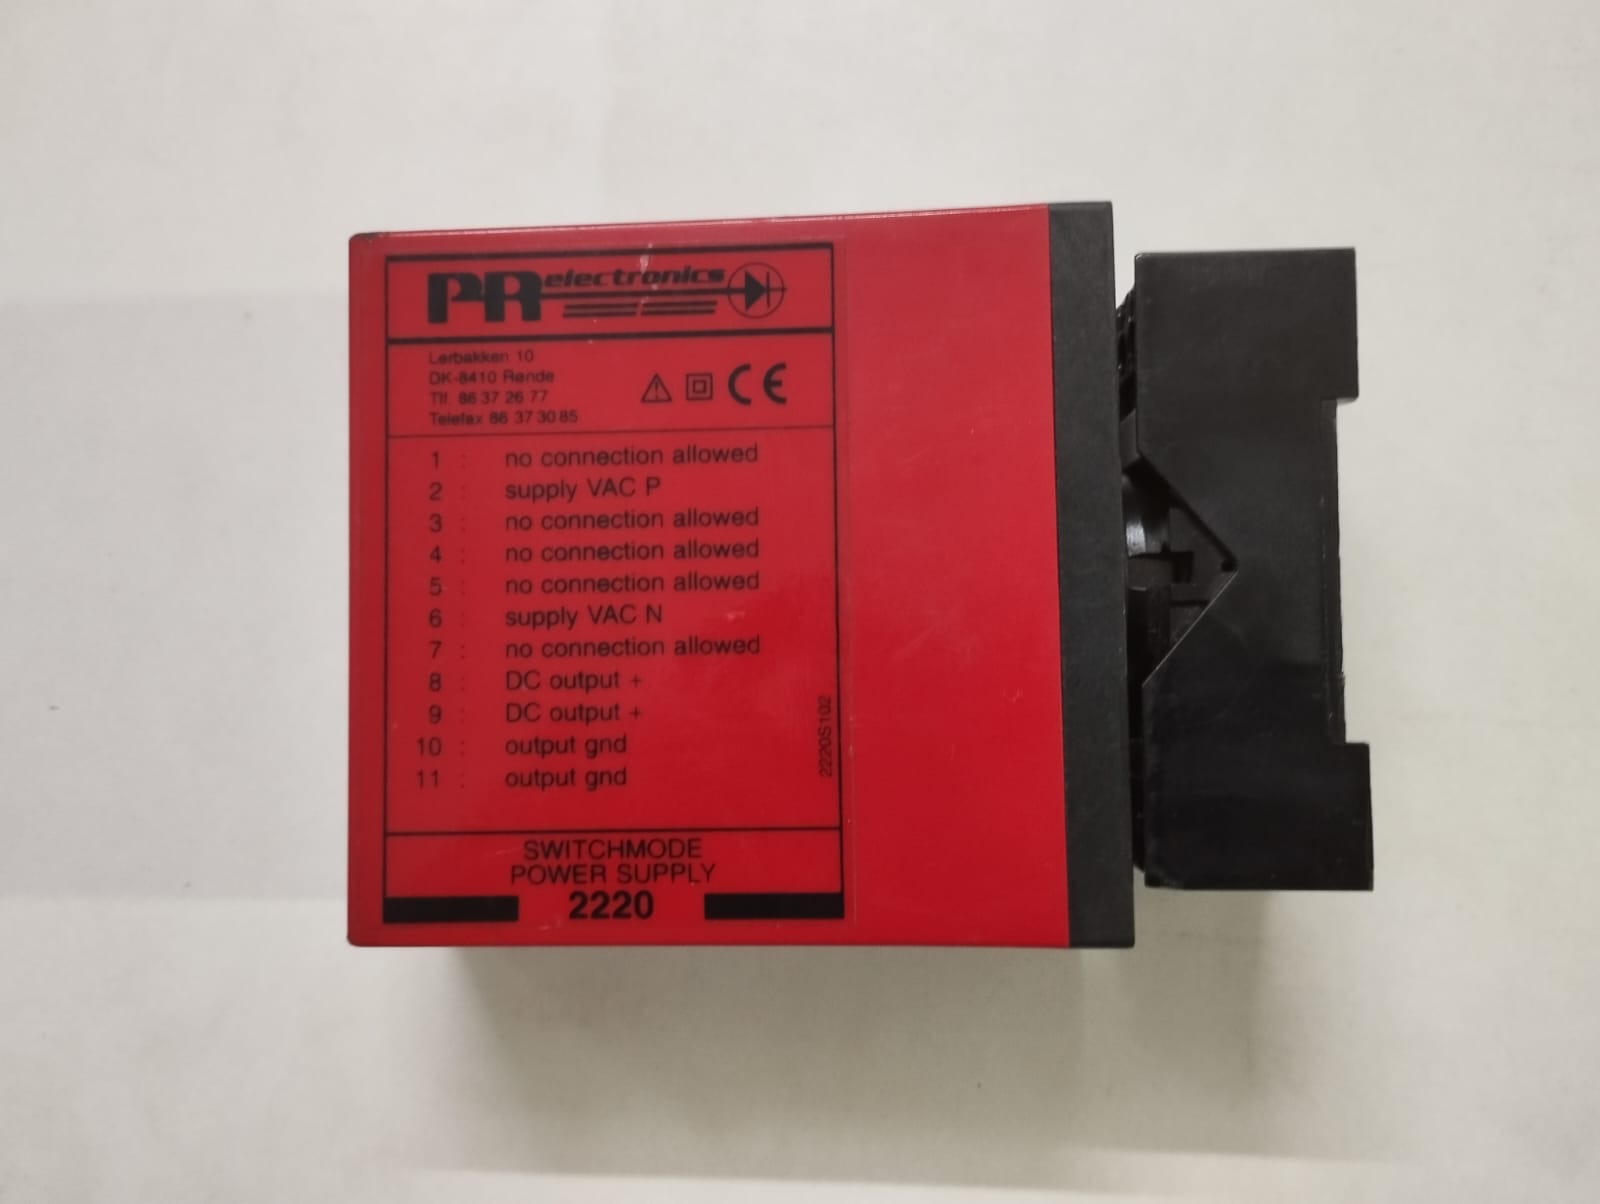 PR electronics
Lerbakken 10
DK-8410 Rønde
Tlf. 86 37 26 77
Telefax 86 37 30 85
CE
1 : no connection allowed
2 : supply VAC P
3 : no connection allowed
4 : no connection allowed
5 : no connection allowed
6 : supply VAC N
7 : no connection allowed
8 : DC output +
9 : DC output +
10 : output gnd
11 : output gnd
2220S102
SWITCHMODE
POWER SUPPLY
2220